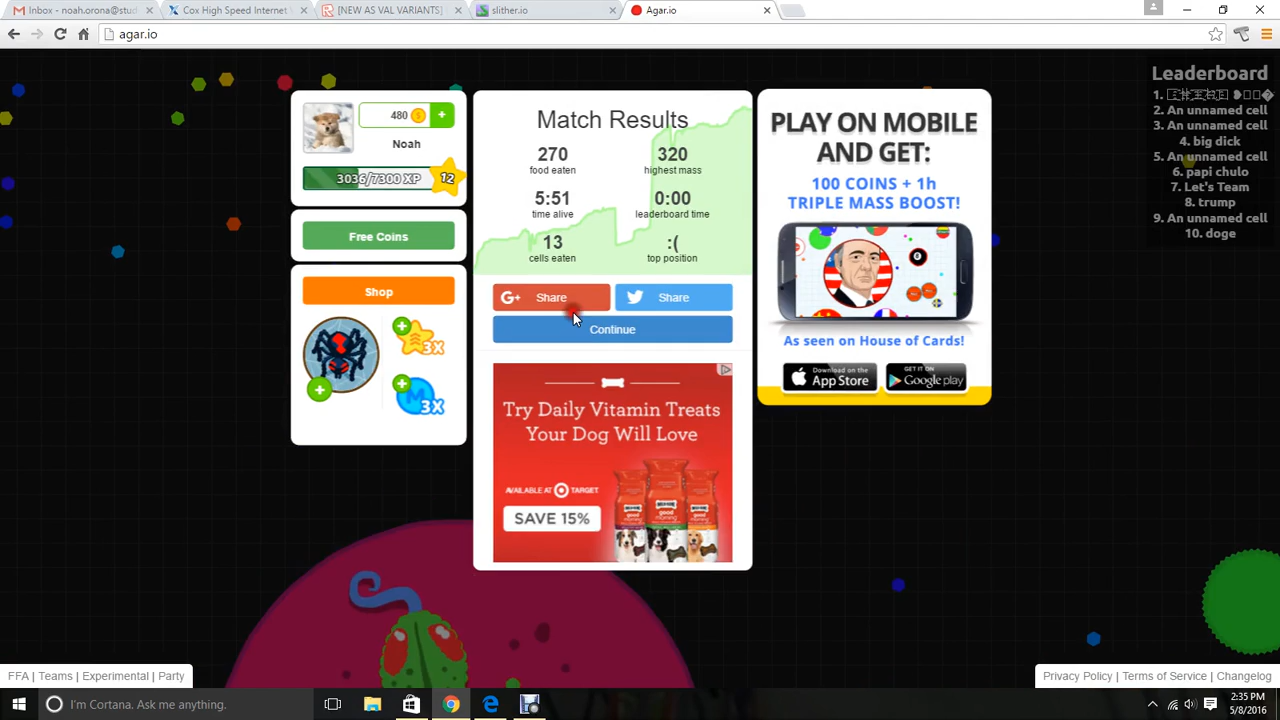 Inbox - noah.orona@stud
Cox High Speed Internet
[NEW AS VAL VARIANTS]
slither.io
Agar.io
agar.io
480
Noah
3036/7300 XP
12
Free Coins
Shop
3X
M
3X
Match Results
270
food eaten
320
highest mass
5:51
time alive
0:00
leaderboard time
13
cells eaten
:(
top position
G+ Share
Share
Continue
Try Daily Vitamin Treats
Your Dog Will Love
AVAILABLE AT TARGET
SAVE 15%
good
morning
good
morning
good
morning
PLAY ON MOBILE
AND GET:
100 COINS + 1h
TRIPLE MASS BOOST!
8
As seen on House of Cards!
Download on the
App Store
GET IT ON
Google play
Leaderboard
1.
2. An unnamed cell
3. An unnamed cell
4. big dick
5. An unnamed cell
6. papi chulo
7. Let's Team
8. trump
9. An unnamed cell
10. doge
FFA | Teams | Experimental | Party
Privacy Policy | Terms of Service | Changelog
I'm Cortana. Ask me anything.
2:35 PM
5/8/2016